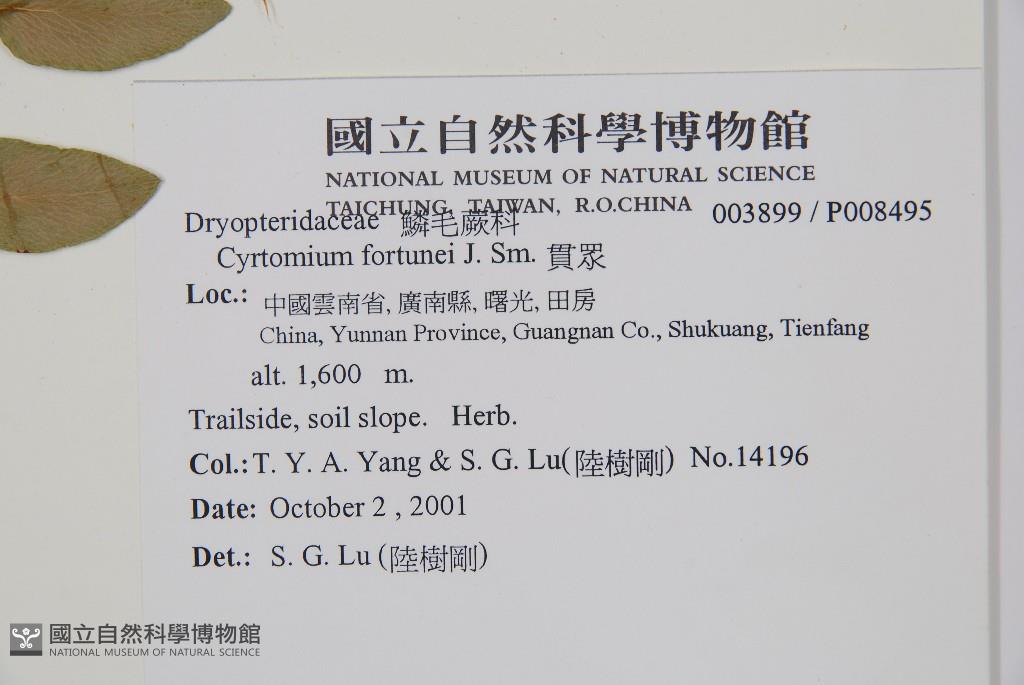 國立自然科學博物館
NATIONAL MUSEUM OF NATURAL SCIENCE
TAICHUNG, TAIWAN, R.O.CHINA
003899 / P008495
Dryopteridaceae 鱗毛蕨科
Cyrtomium fortunei J. Sm. 貫眾
Loc.: 中國雲南省, 廣南縣, 曙光, 田房
China, Yunnan Province, Guangnan Co., Shukuang, Tienfang
alt. 1,600 m.
Trailside, soil slope. Herb.
Col.: T. Y. A. Yang & S. G. Lu(陸樹剛) No.14196
Date: October 2 , 2001
Det.: S. G. Lu (陸樹剛)
國立自然科學博物館
NATIONAL MUSEUM OF NATURAL SCIENCE